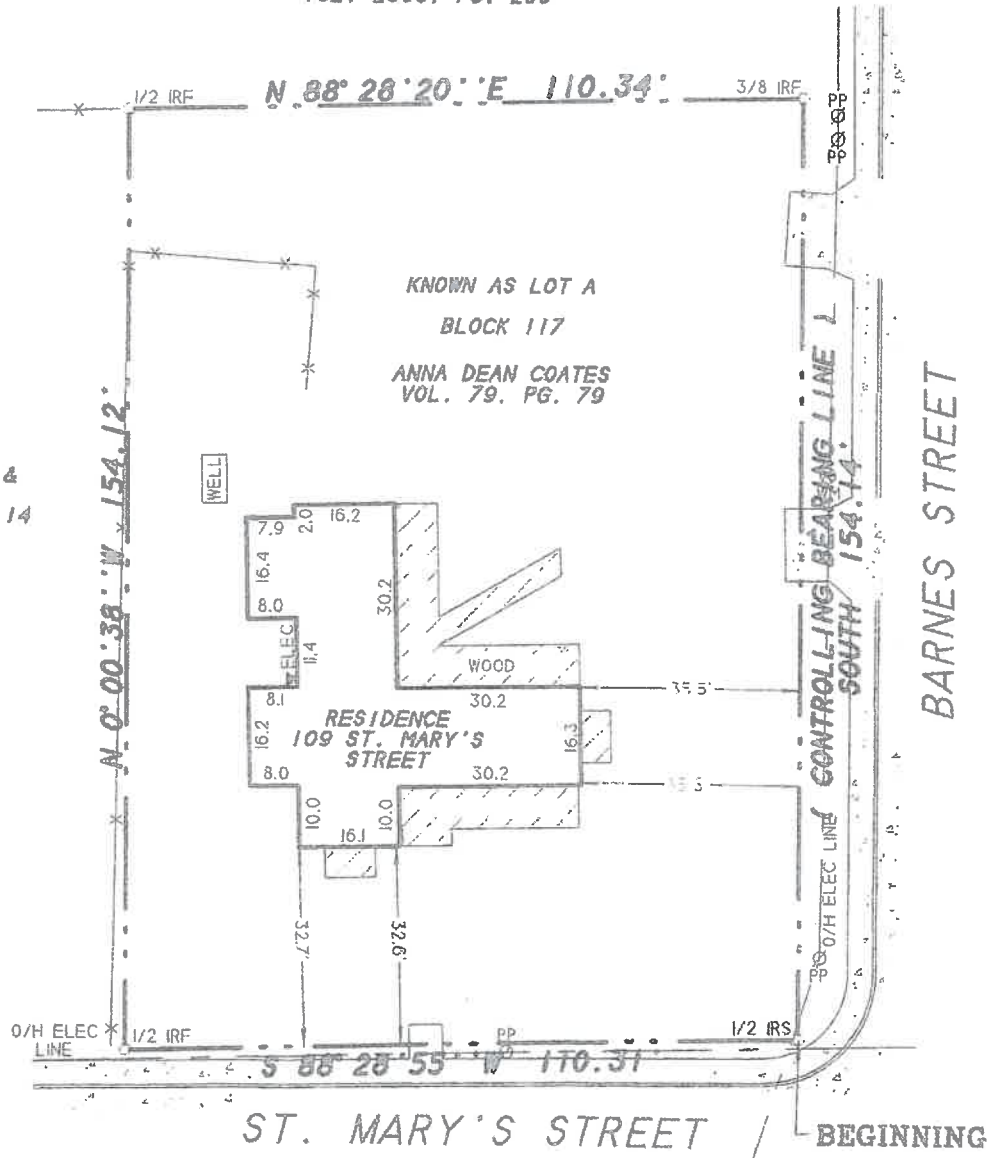 1/2 IRF
N 88° 28' 20" E 110.34'
3/8 IRF
PP
PP
KNOWN AS LOT A
BLOCK 117
ANNA DEAN COATES
VOL. 79, PG. 79
N 0° 00' 38" W 154.12'
&
14
WELL
7.9
2.0
16.2
16.4
8.0
30.2
ELEC
11.4
WOOD
8.1
30.2
16.2
RESIDENCE
109 ST. MARY'S
STREET
16.3
8.0
30.2
10.0
10.0
16.1
32.7'
32.6'
( CONTROLLING BEARING LINE )
SOUTH 154.14'
BARNES STREET
O/H ELEC LINE
PP
O/H ELEC
LINE
1/2 IRF
PP
1/2 IRS
S 88° 28' 55" W 110.31'
ST. MARY'S STREET
BEGINNING